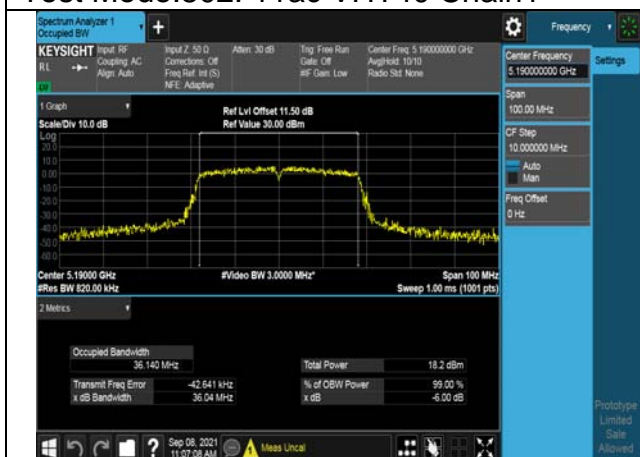 Spectrum Analyzer 1
Occupied BW
+
Frequency
KEYSIGHT
RL
Input: RF
Coupling: AC
Align: Auto
Input Z: 50 Ω
Corrections: Off
Freq Ref: Int (S)
NFE: Adaptive
Atten: 30 dB
Trig: Free Run
Gate: Off
#IF Gain: Low
Center Freq: 5.190000000 GHz
Avg|Hold: 10/10
Radio Std: None
Center Frequency
5.190000000 GHz
Settings
Span
100.00 MHz
CF Step
10.000000 MHz
Auto
Man
Freq Offset
0 Hz
1 Graph
Scale/Div 10.0 dB
Ref Lvl Offset 11.50 dB
Ref Value 30.00 dBm
Log
20.0
10.0
0.00
-10.0
-20.0
-30.0
-40.0
-50.0
-60.0
Center 5.19000 GHz
#Video BW 3.0000 MHz*
Span 100 MHz
#Res BW 820.00 kHz
Sweep 1.00 ms (1001 pts)
2 Metrics
Occupied Bandwidth
36.140 MHz
Total Power 18.2 dBm
Transmit Freq Error -42.641 kHz
% of OBW Power 99.00 %
x dB Bandwidth 36.04 MHz
x dB -6.00 dB
Prototype
Limited
Sale
Allowed
?
Sep 08, 2021
11:07:08 AM
Meas Uncal